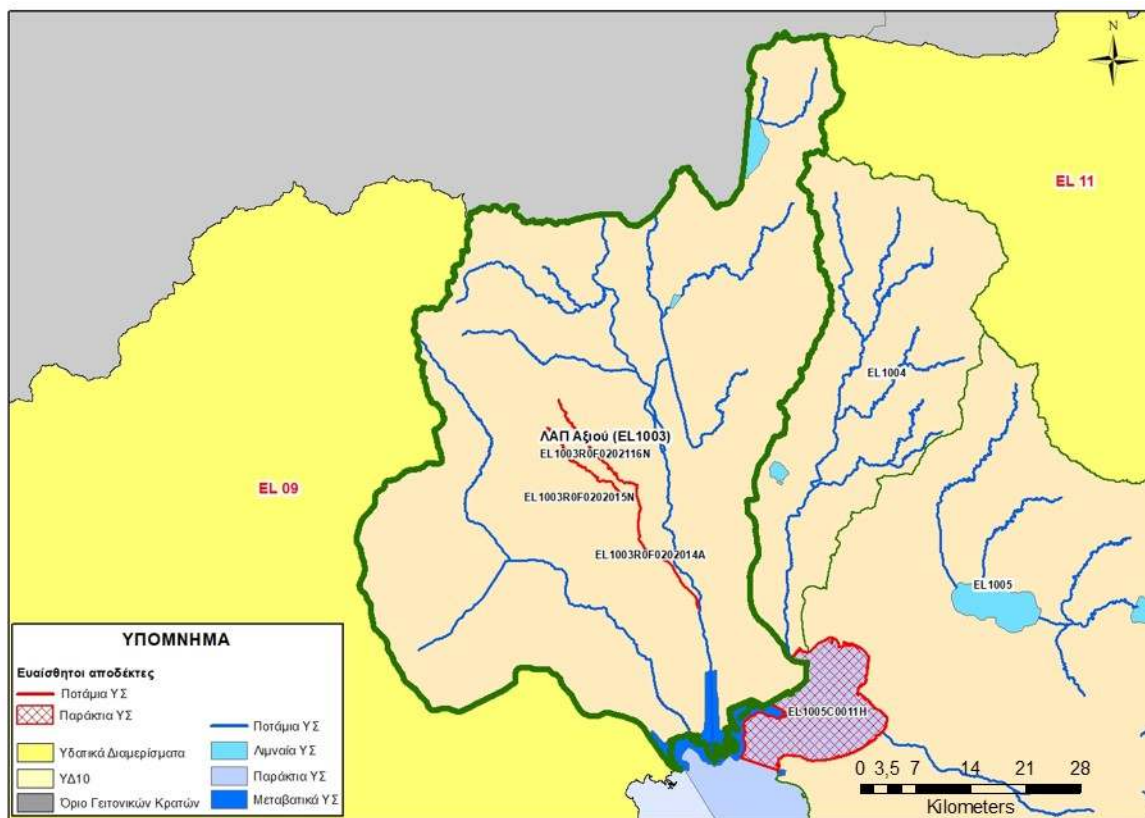 N
EL 11
EL1004
ΛΑΠ Αξιού (EL1003)
EL1003R0F0202116N
EL 09
EL1003R0F0202015N
EL1003R0F0202014A
EL1005
EL1005C0011H
ΥΠΟΜΝΗΜΑ
Ευαίσθητοι αποδέκτες
Ποτάμια ΥΣ
Παράκτια ΥΣ
Υδατικά Διαμερίσματα
ΥΔ10
Όριο Γειτονικών Κρατών
Ποτάμια ΥΣ
Λιμναία ΥΣ
Παράκτια ΥΣ
Μεταβατικά ΥΣ
0 3,5 7 14 21 28
Kilometers